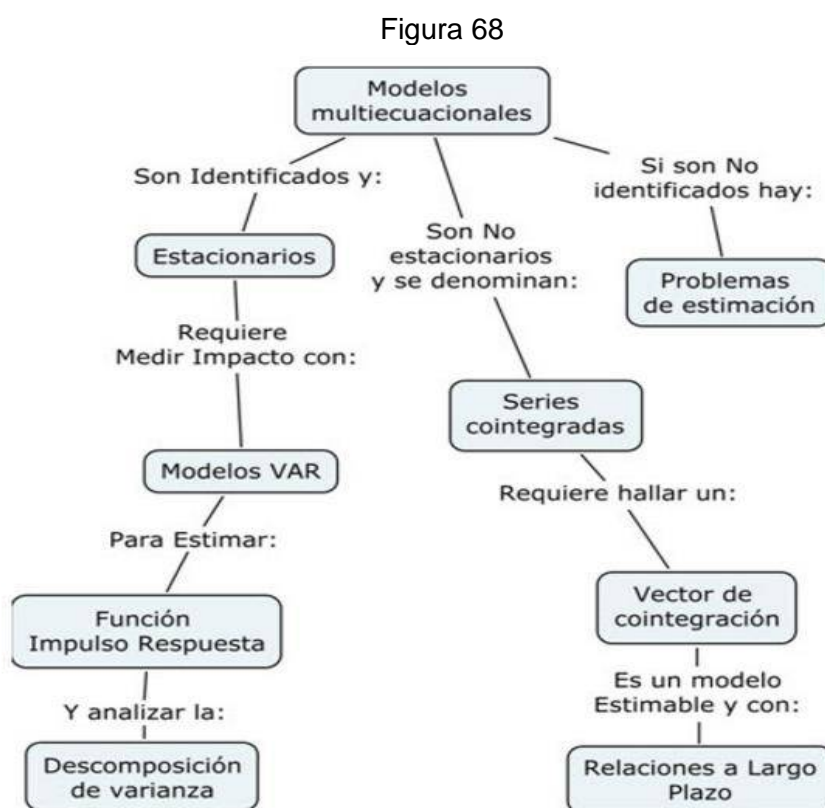 Figura 68
Modelos
multiecuacionales
Son Identificados y:
Si son No
identificados hay:
Son No
estacionarios
y se denominan:
Estacionarios
Problemas
de estimación
Requiere
Medir Impacto con:
Series
cointegradas
Modelos VAR
Requiere hallar un:
Para Estimar:
Función
Impulso Respuesta
Vector de
cointegración
Y analizar la:
Es un modelo
Estimable y con:
Descomposición
de varianza
Relaciones a Largo
Plazo